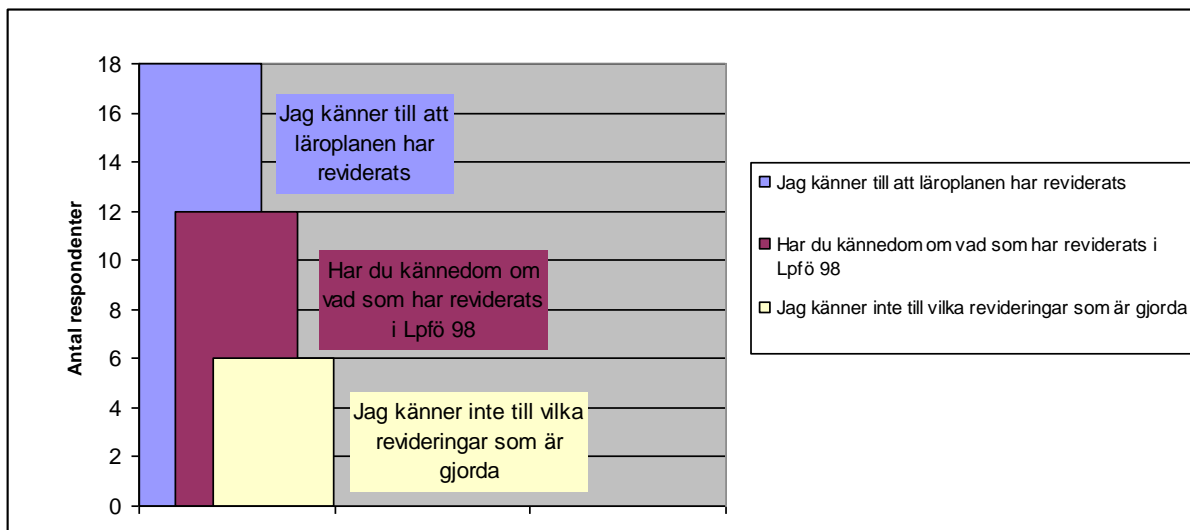 18
16
14
12
10
8
6
4
2
0
Antal respondenter
Jag känner till att
läroplanen har
reviderats
Har du kännedom om
vad som har reviderats
i Lpfö 98
Jag känner inte till vilka
revideringar som är
gjorda
Jag känner till att läroplanen har reviderats
Har du kännedom om vad som har reviderats i
Lpfö 98
Jag känner inte till vilka revideringar som är gjorda